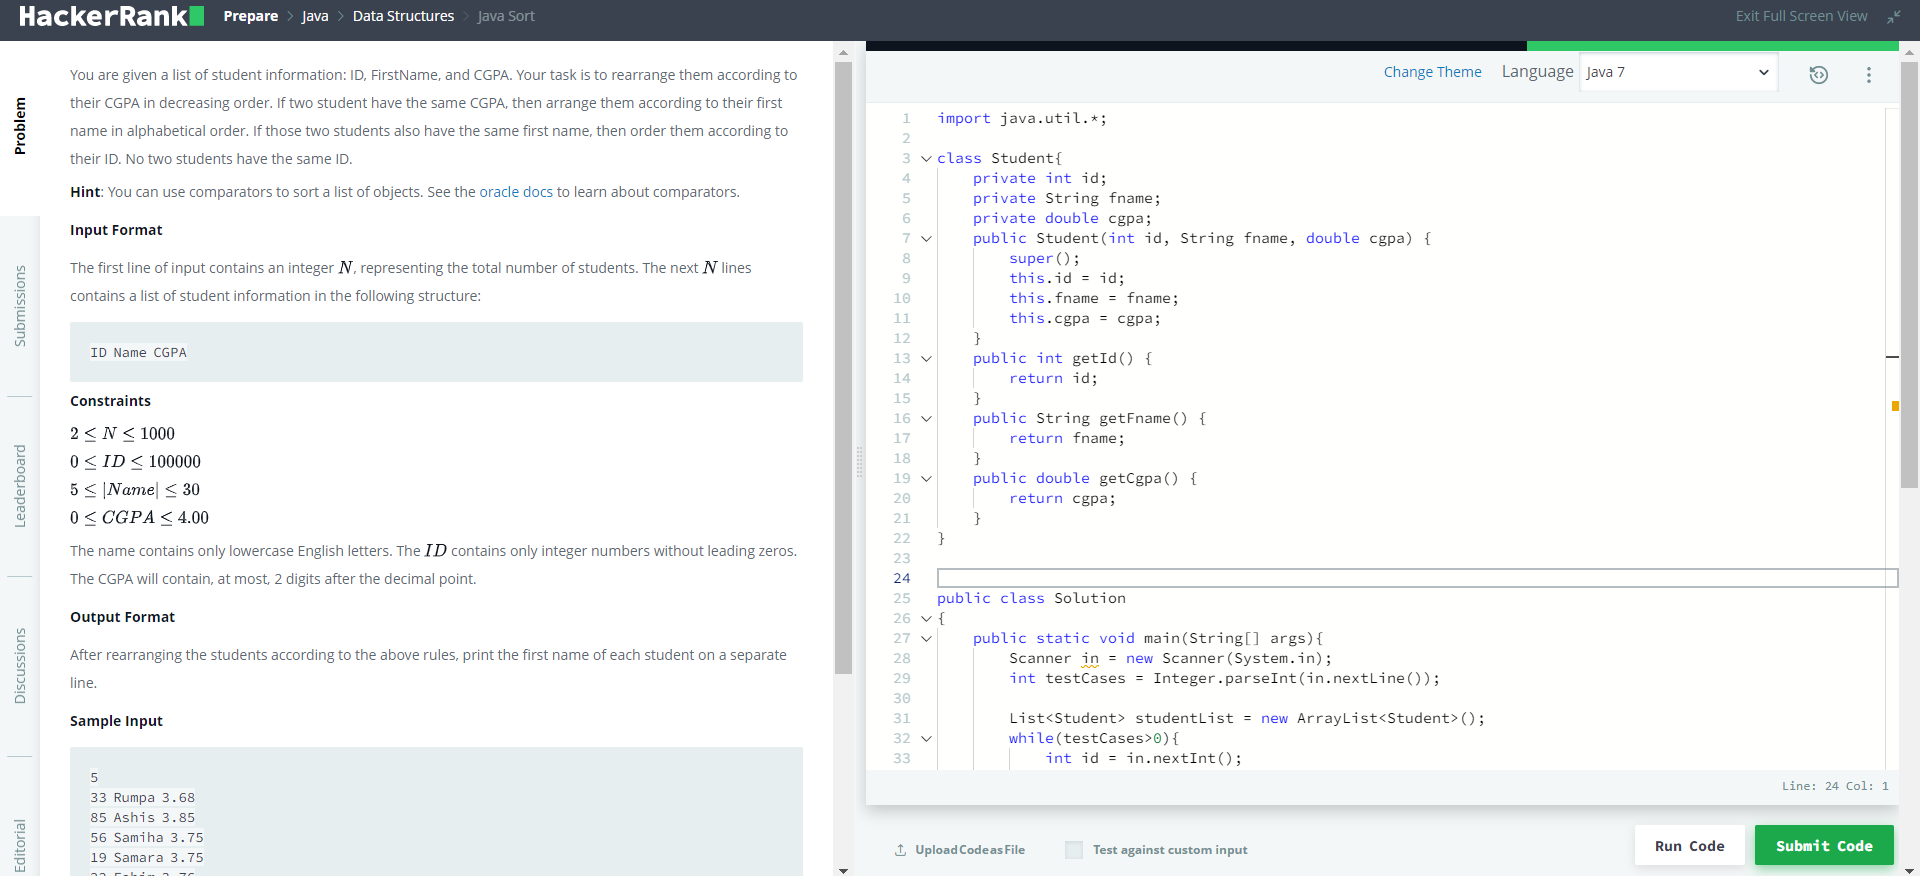 HackerRank Prepare > Java > Data Structures > Java Sort Exit Full Screen View
Problem
Submissions
Leaderboard
Discussions
Editorial
You are given a list of student information: ID, FirstName, and CGPA. Your task is to rearrange them according to
their CGPA in decreasing order. If two student have the same CGPA, then arrange them according to their first
name in alphabetical order. If those two students also have the same first name, then order them according to
their ID. No two students have the same ID.
Hint: You can use comparators to sort a list of objects. See the oracle docs to learn about comparators.
Input Format
The first line of input contains an integer N, representing the total number of students. The next N lines
contains a list of student information in the following structure:
ID Name CGPA
Constraints
2 ≤ N ≤ 1000
0 ≤ ID ≤ 100000
5 ≤ |Name| ≤ 30
0 ≤ CGPA ≤ 4.00
The name contains only lowercase English letters. The ID contains only integer numbers without leading zeros.
The CGPA will contain, at most, 2 digits after the decimal point.
Output Format
After rearranging the students according to the above rules, print the first name of each student on a separate
line.
Sample Input
5
33 Rumpa 3.68
85 Ashis 3.85
56 Samiha 3.75
19 Samara 3.75
Change Theme Language Java 7
1 import java.util.*;
2
3 class Student{
4 private int id;
5 private String fname;
6 private double cgpa;
7 public Student(int id, String fname, double cgpa) {
8 super();
9 this.id = id;
10 this.fname = fname;
11 this.cgpa = cgpa;
12 }
13 public int getId() {
14 return id;
15 }
16 public String getFname() {
17 return fname;
18 }
19 public double getCgpa() {
20 return cgpa;
21 }
22 }
23
24
25 public class Solution
26 {
27 public static void main(String[] args){
28 Scanner in = new Scanner(System.in);
29 int testCases = Integer.parseInt(in.nextLine());
30
31 List<Student> studentList = new ArrayList<Student>();
32 while(testCases>0){
33 int id = in.nextInt();
Line: 24 Col: 1
Upload Code as File Test against custom input Run Code Submit Code